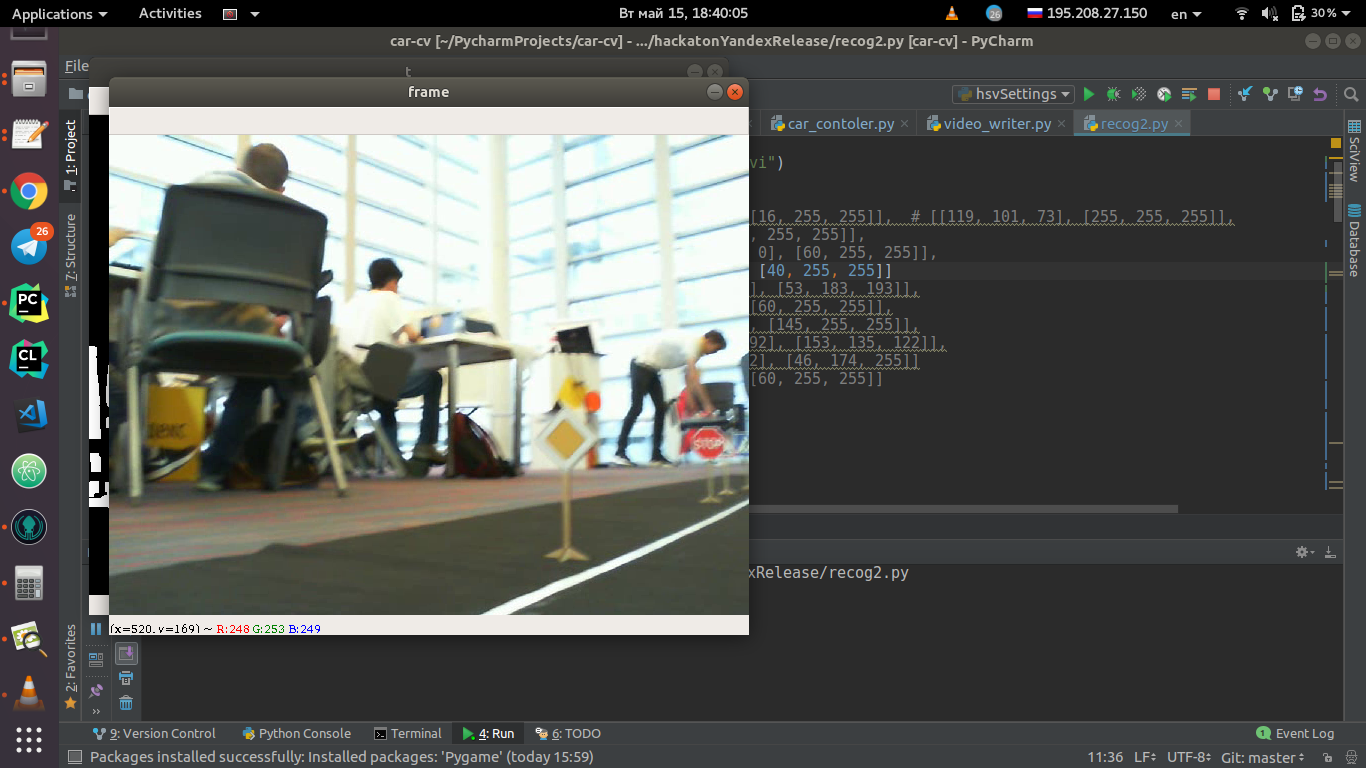 Applications
Activities
Вт май 15, 18:40:05
26
195.208.27.150
en
30%
car-cv [~/PycharmProjects/car-cv] - .../hackatonYandexRelease/recog2.py [car-cv] - PyCharm
File
t
frame
hsvSettings
car_contoler.py
video_writer.py
recog2.py
1: Project
7: Structure
2: Favorites
SciView
Database
vi")
[16, 255, 255]],  # [[119, 101, 73], [255, 255, 255]],
, 255, 255]],
0], [60, 255, 255]],
[40, 255, 255]]
], [53, 183, 193]],
[60, 255, 255]],
, [145, 255, 255]],
92], [153, 135, 122]],
2], [46, 174, 255]]
[60, 255, 255]]
26
PC
CL
STOP
xRelease/recog2.py
(x=520, y=169) ~ R:248 G:253 B:249
9: Version Control
Python Console
Terminal
4: Run
6: TODO
1
Event Log
Packages installed successfully: Installed packages: 'Pygame' (today 15:59)
11:36
LF
UTF-8
Git: master